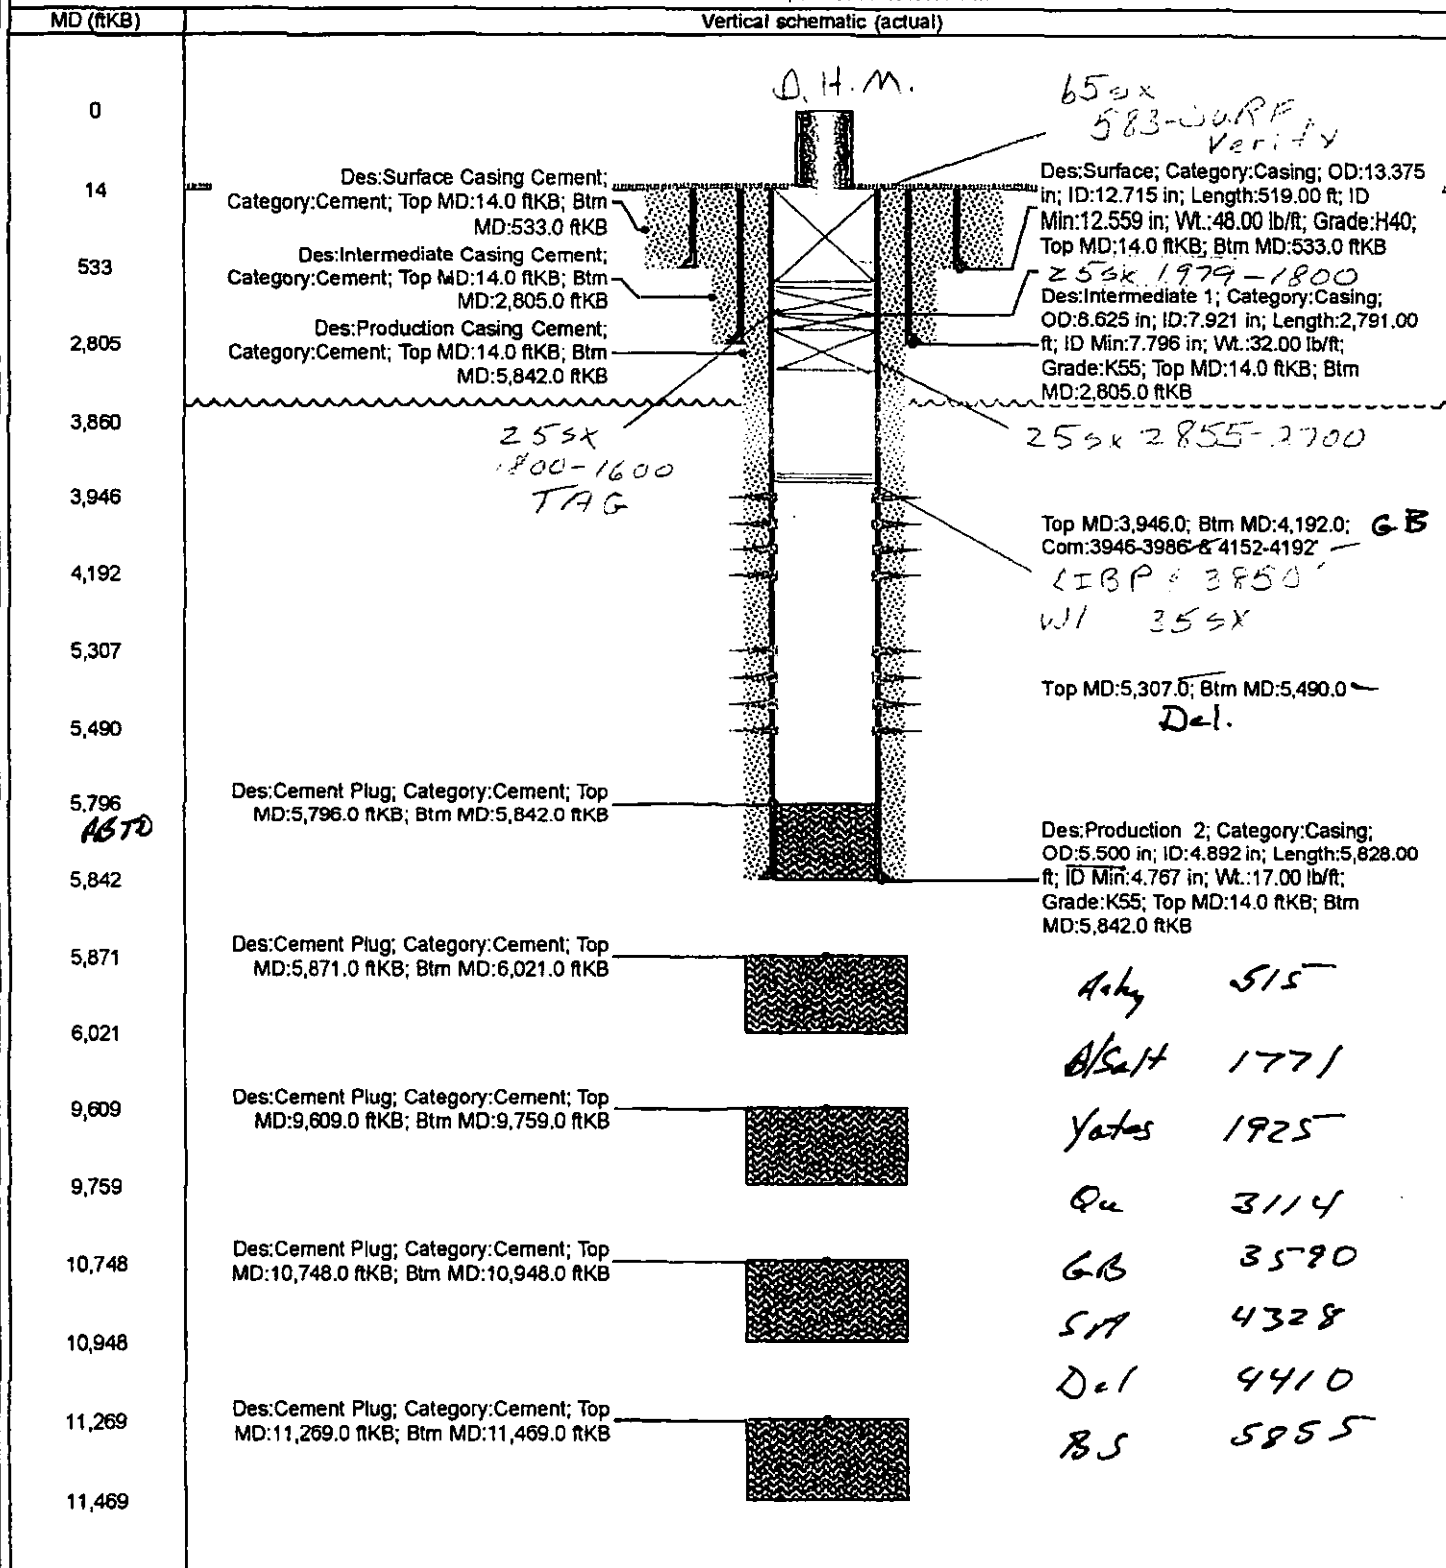 MD (ftKB)
Vertical schematic (actual)
D.H.M.
65sx
583-SURF
Verify
0
14
533
2,805
3,860
3,946
4,192
5,307
5,490
5,796
5,842
5,871
6,021
9,609
9,759
10,748
10,948
11,269
11,469
Des:Surface Casing Cement;
Category:Cement; Top MD:14.0 ftKB; Btm
MD:533.0 ftKB
Des:Intermediate Casing Cement;
Category:Cement; Top MD:14.0 ftKB; Btm
MD:2,805.0 ftKB
Des:Production Casing Cement;
Category:Cement; Top MD:14.0 ftKB; Btm
MD:5,842.0 ftKB
25sx
1800-1600
TAG
Des:Cement Plug; Category:Cement; Top
MD:5,796.0 ftKB; Btm MD:5,842.0 ftKB
Des:Cement Plug; Category:Cement; Top
MD:5,871.0 ftKB; Btm MD:6,021.0 ftKB
Des:Cement Plug; Category:Cement; Top
MD:9,609.0 ftKB; Btm MD:9,759.0 ftKB
Des:Cement Plug; Category:Cement; Top
MD:10,748.0 ftKB; Btm MD:10,948.0 ftKB
Des:Cement Plug; Category:Cement; Top
MD:11,269.0 ftKB; Btm MD:11,469.0 ftKB
Des:Surface; Category:Casing; OD:13.375
in; ID:12.715 in; Length:519.00 ft; ID
Min:12.559 in; Wt.:48.00 lb/ft; Grade:H40;
Top MD:14.0 ftKB; Btm MD:533.0 ftKB
25sx 1979-1800
Des:Intermediate 1; Category:Casing;
OD:8.625 in; ID:7.921 in; Length:2,791.00
ft; ID Min:7.796 in; Wt.:32.00 lb/ft;
Grade:K55; Top MD:14.0 ftKB; Btm
MD:2,805.0 ftKB
25sx 2855-2700
Top MD:3,946.0; Btm MD:4,192.0; GB
Com:3946-3986' & 4152-4192'
CIBP 3850'
W/ 35sx
Top MD:5,307.0; Btm MD:5,490.0
Del.
Des:Production 2; Category:Casing;
OD:5.500 in; ID:4.892 in; Length:5,828.00
ft; ID Min:4.767 in; Wt.:17.00 lb/ft;
Grade:K55; Top MD:14.0 ftKB; Btm
MD:5,842.0 ftKB
515
B/Salt 1771
Yates 1925
Qu 3114
GB 3590
SA 4328
Del 4410
BS 5855